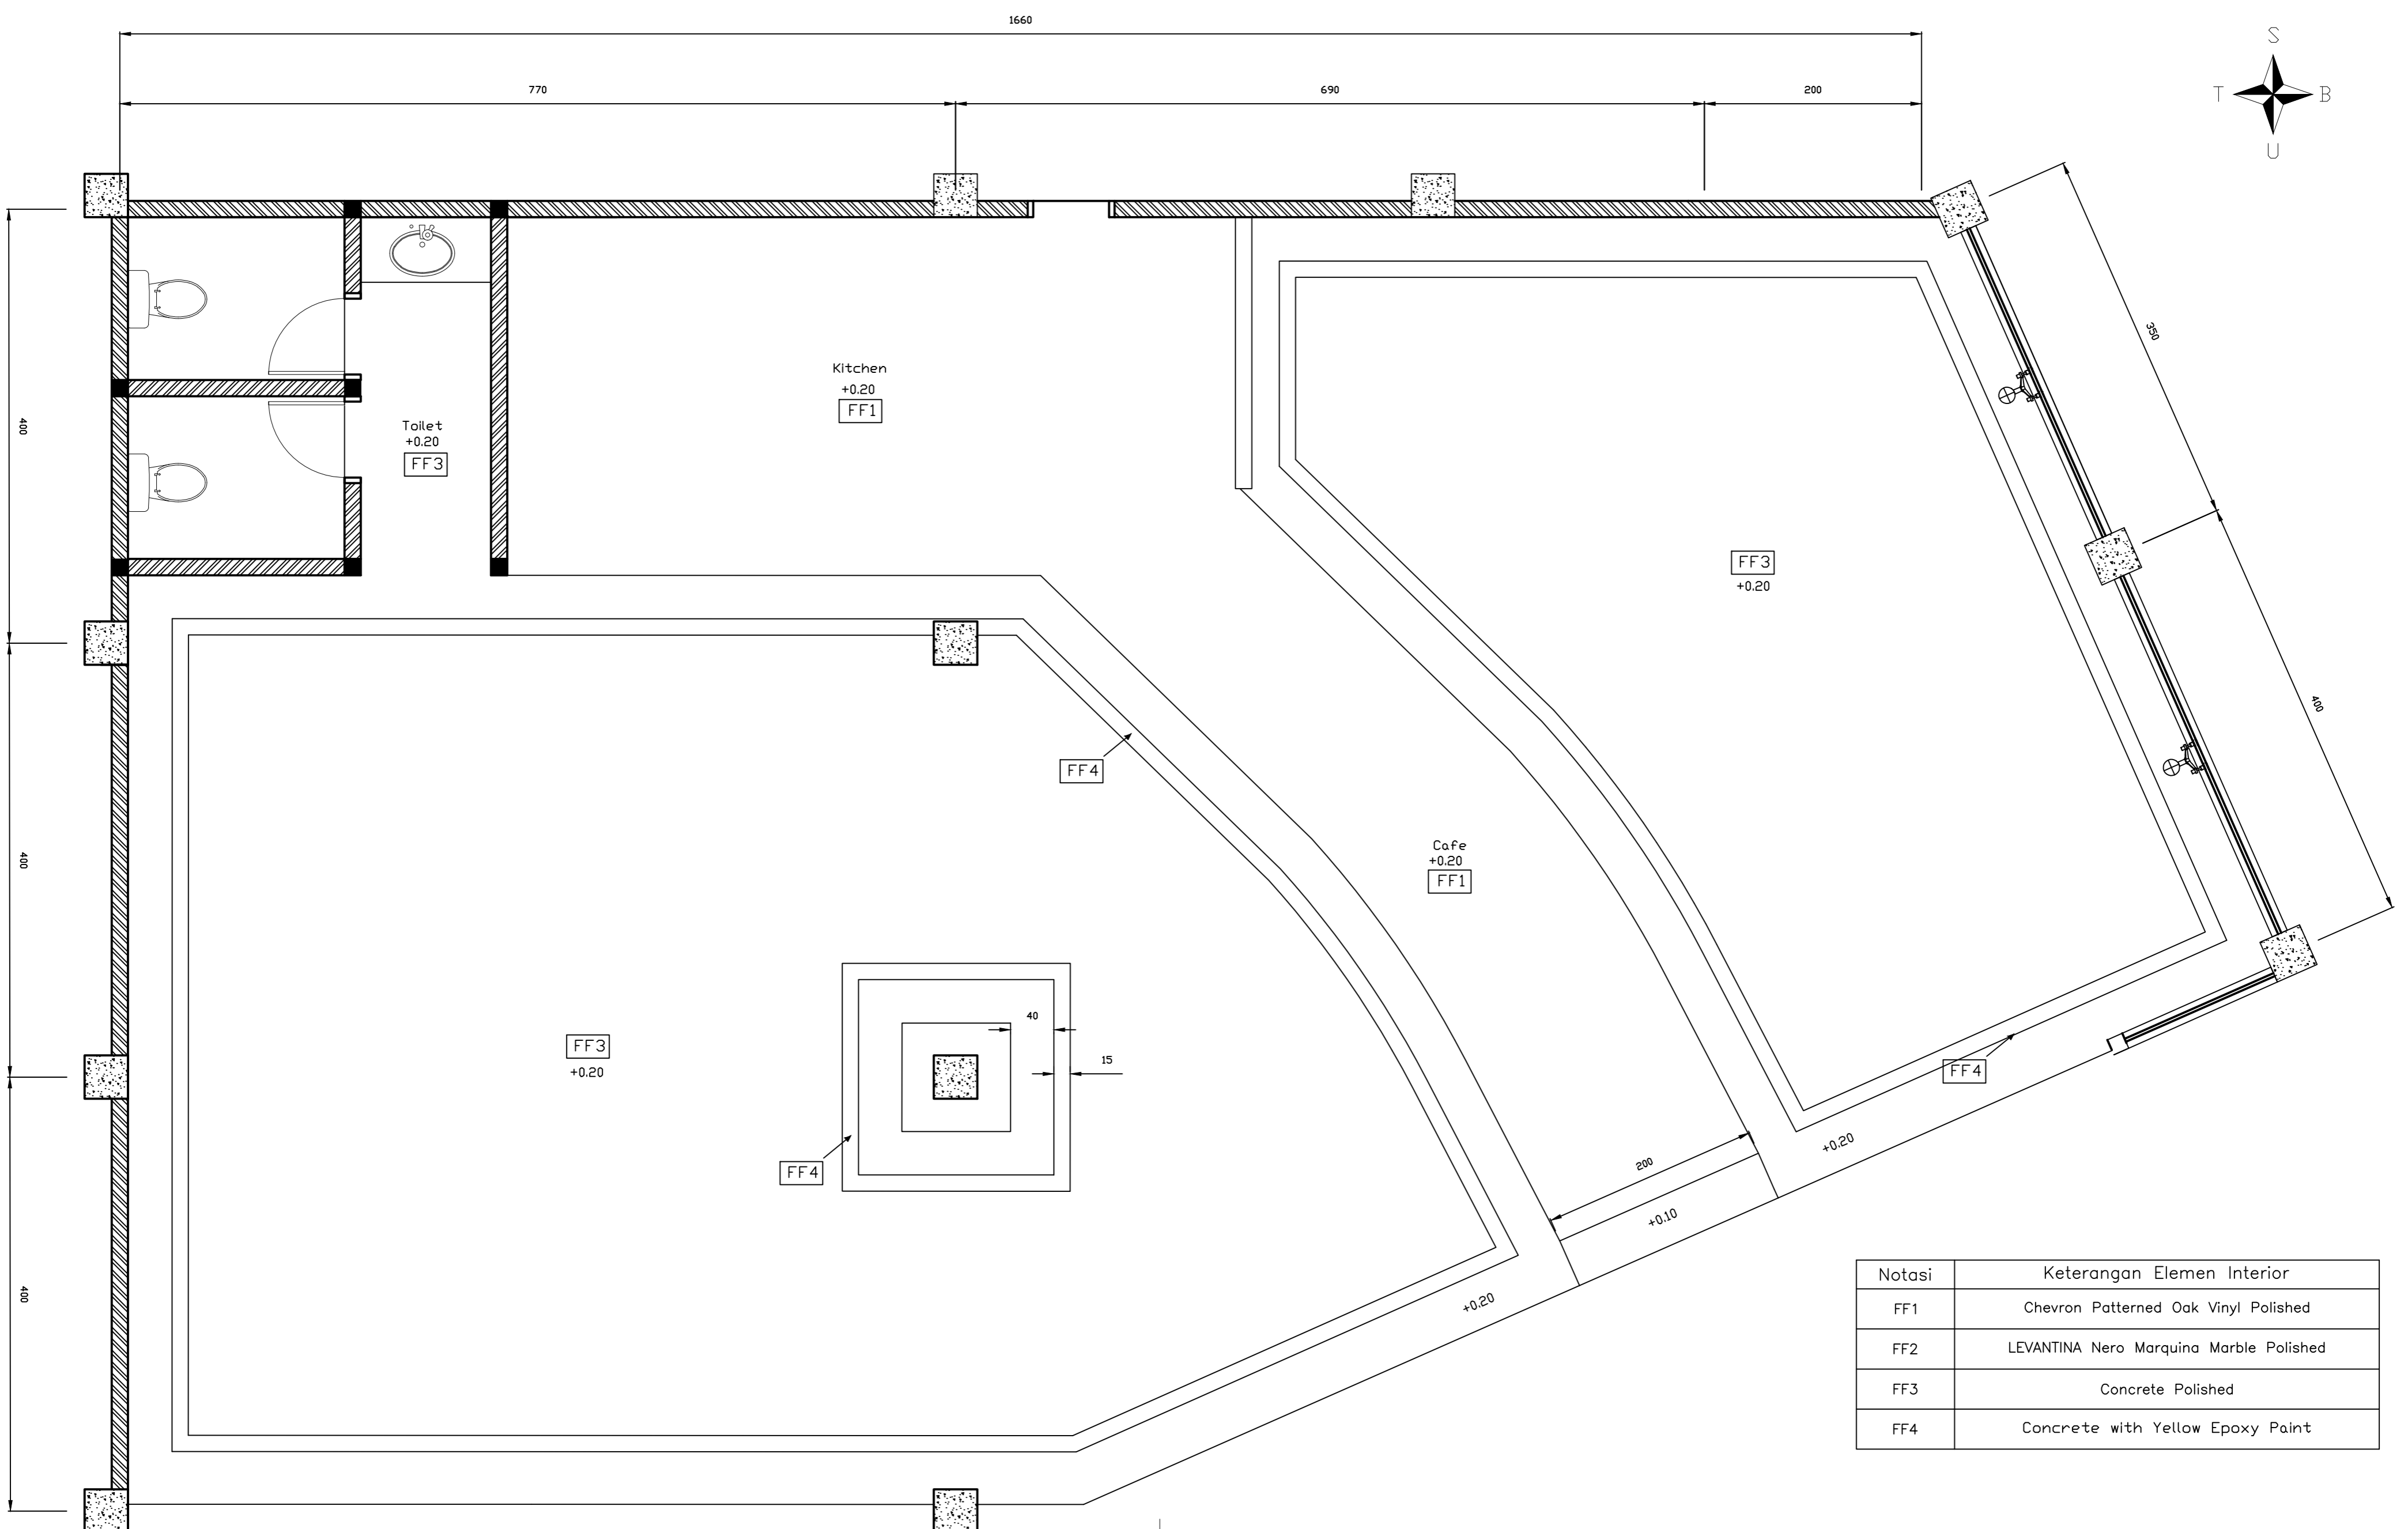 1660
S
770
690
200
T
B
U
350
Kitchen
+0.20
FF1
400
Toilet
+0.20
FF3
FF3
+0.20
400
FF4
Cafe
+0.20
FF1
400
40
FF3
+0.20
15
FF4
FF4
+0.20
200
+0.10
+0.20
400
Notasi Keterangan Elemen Interior
FF1 Chevron Patterned Oak Vinyl Polished
FF2 LEVANTINA Nero Marquina Marble Polished
FF3 Concrete Polished
FF4 Concrete with Yellow Epoxy Paint